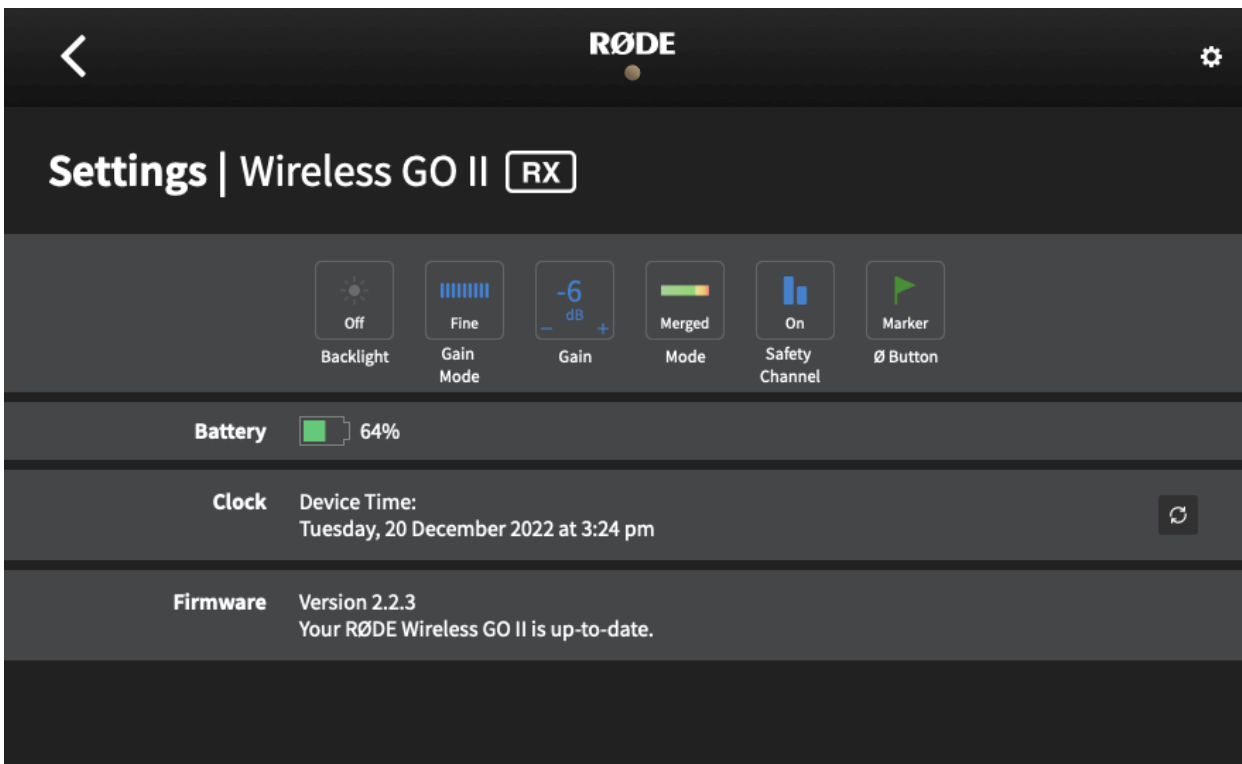 RØDE
Settings | Wireless GO II RX
Off
Backlight
Fine
Gain
Mode
-6
dB
− +
Gain
Merged
Mode
On
Safety
Channel
Marker
Ø Button
Battery 64%
Clock Device Time:
Tuesday, 20 December 2022 at 3:24 pm
Firmware Version 2.2.3
Your RØDE Wireless GO II is up-to-date.